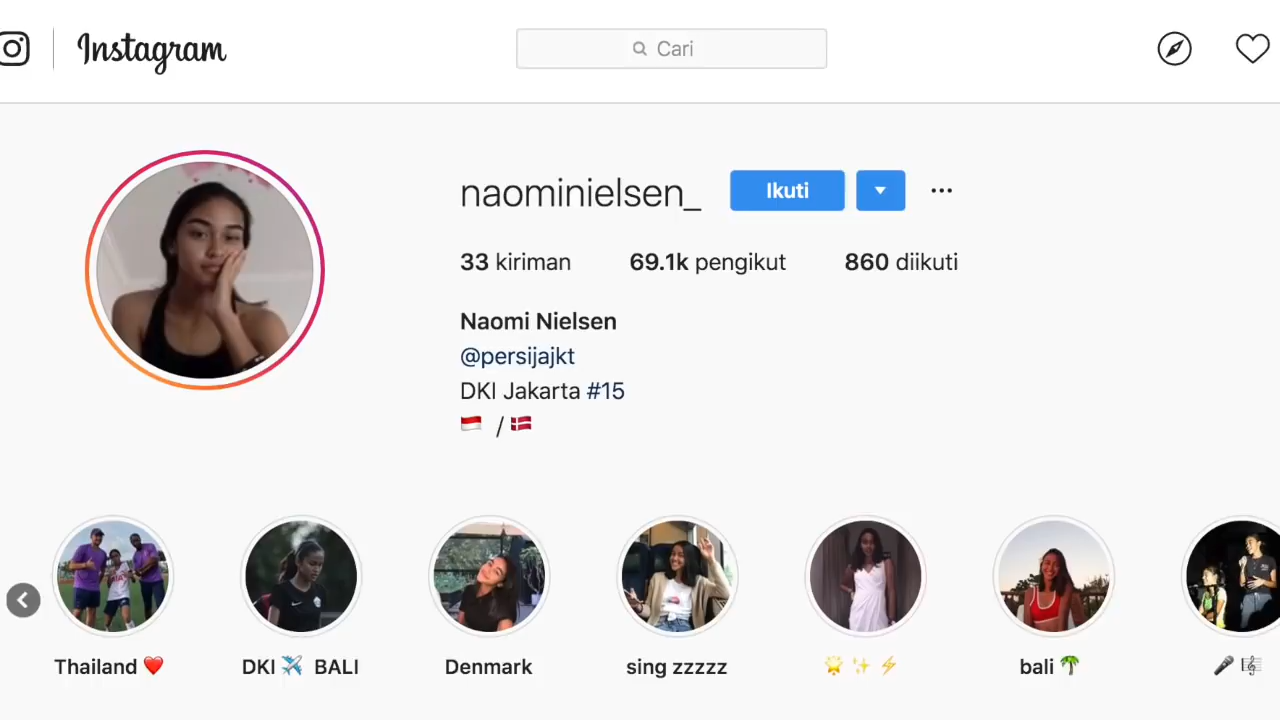 Instagram
Cari
naominielsen_
Ikuti
33 kiriman 69.1k pengikut 860 diikuti
Naomi Nielsen
@persijajkt
DKI Jakarta #15
🇮🇩 / 🇩🇰
Thailand ❤️
DKI ✈️ BALI
Denmark
sing zzzzz
🌟 ✨ ⚡
bali 🌴
🎤 🎼